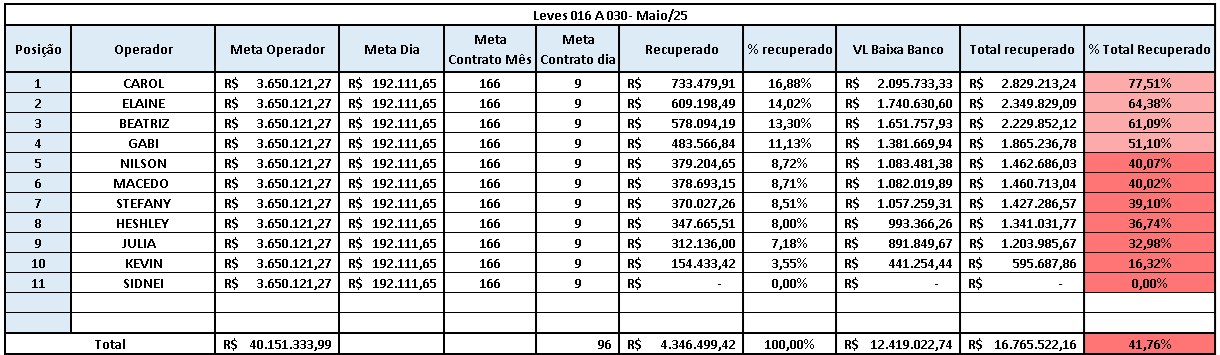 Leves 016 A 030- Maio/25
Posição Operador Meta Operador Meta Dia Meta Contrato Mês Meta Contrato dia Recuperado % recuperado VL Baixa Banco Total recuperado % Total Recuperado
1 CAROL R$ 3.650.121,27 R$ 192.111,65 166 9 R$ 733.479,91 16,88% R$ 2.095.733,33 R$ 2.829.213,24 77,51%
2 ELAINE R$ 3.650.121,27 R$ 192.111,65 166 9 R$ 609.198,49 14,02% R$ 1.740.630,60 R$ 2.349.829,09 64,38%
3 BEATRIZ R$ 3.650.121,27 R$ 192.111,65 166 9 R$ 578.094,19 13,30% R$ 1.651.757,93 R$ 2.229.852,12 61,09%
4 GABI R$ 3.650.121,27 R$ 192.111,65 166 9 R$ 483.566,84 11,13% R$ 1.381.669,94 R$ 1.865.236,78 51,10%
5 NILSON R$ 3.650.121,27 R$ 192.111,65 166 9 R$ 379.204,65 8,72% R$ 1.083.481,38 R$ 1.462.686,03 40,07%
6 MACEDO R$ 3.650.121,27 R$ 192.111,65 166 9 R$ 378.693,15 8,71% R$ 1.082.019,89 R$ 1.460.713,04 40,02%
7 STEFANY R$ 3.650.121,27 R$ 192.111,65 166 9 R$ 370.027,26 8,51% R$ 1.057.259,31 R$ 1.427.286,57 39,10%
8 HESHLEY R$ 3.650.121,27 R$ 192.111,65 166 9 R$ 347.665,51 8,00% R$ 993.366,26 R$ 1.341.031,77 36,74%
9 JULIA R$ 3.650.121,27 R$ 192.111,65 166 9 R$ 312.136,00 7,18% R$ 891.849,67 R$ 1.203.985,67 32,98%
10 KEVIN R$ 3.650.121,27 R$ 192.111,65 166 9 R$ 154.433,42 3,55% R$ 441.254,44 R$ 595.687,86 16,32%
11 SIDNEI R$ 3.650.121,27 R$ 192.111,65 166 9 R$ - 0,00% R$ - R$ - 0,00%
Total R$ 40.151.333,99 96 R$ 4.346.499,42 100,00% R$ 12.419.022,74 R$ 16.765.522,16 41,76%